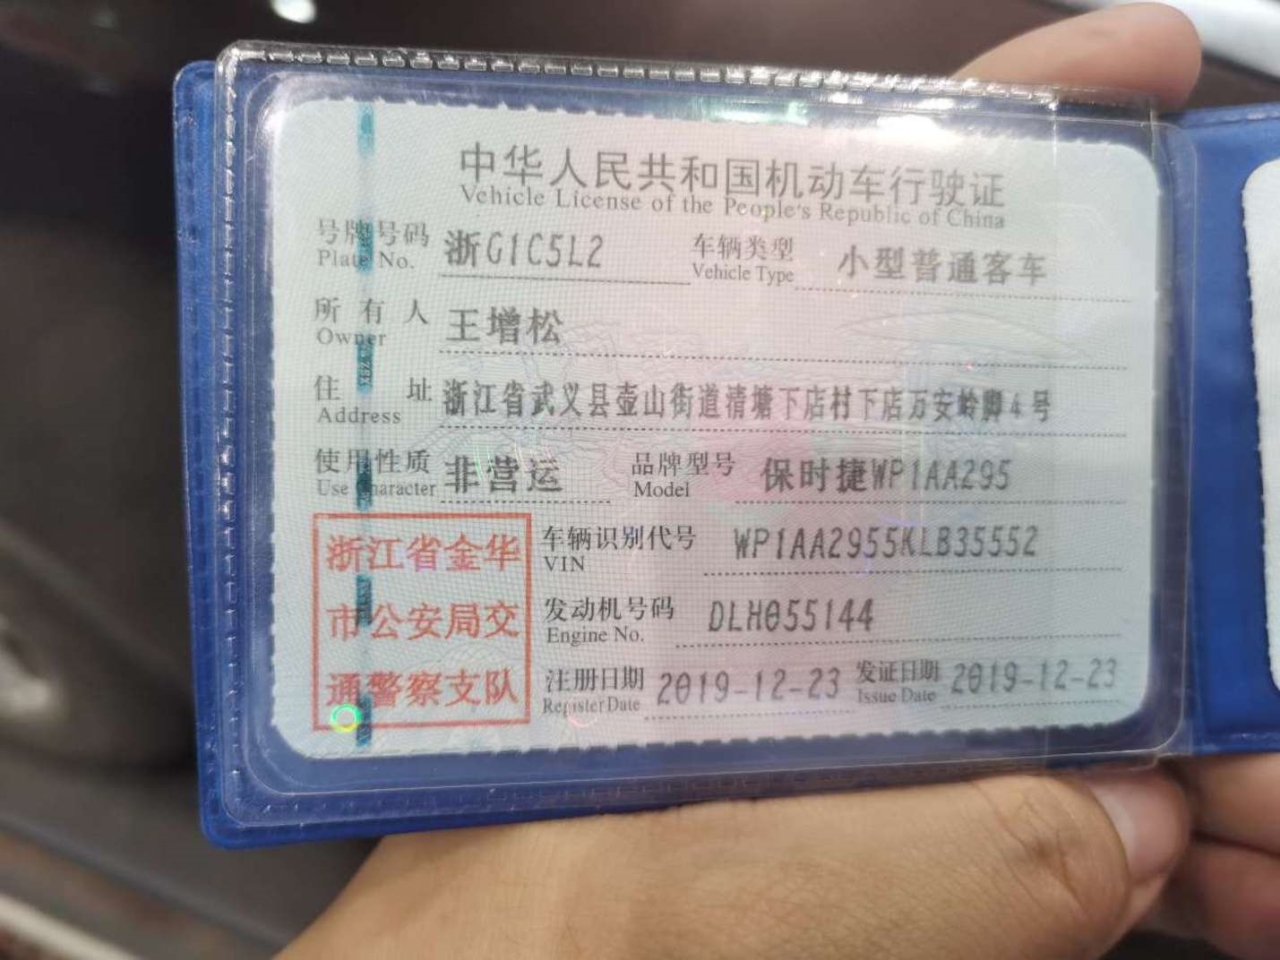 中华人民共和国机动车行驶证
Vehicle License of the People's Republic of China
号牌号码 浙G1C5L2 车辆类型 小型普通客车
Plate No. Vehicle Type
所有人 王增松
Owner
住址 浙江省武义县壶山街道清塘下店村下店万安岭脚4号
Address
使用性质 非营运 品牌型号 保时捷WP1AA295
Use Character Model
浙江省金华
市公安局交
通警察支队
车辆识别代号 WP1AA2955KLB35552
VIN
发动机号码 DLH055144
Engine No.
注册日期 2019-12-23 发证日期 2019-12-23
Register Date Issue Date